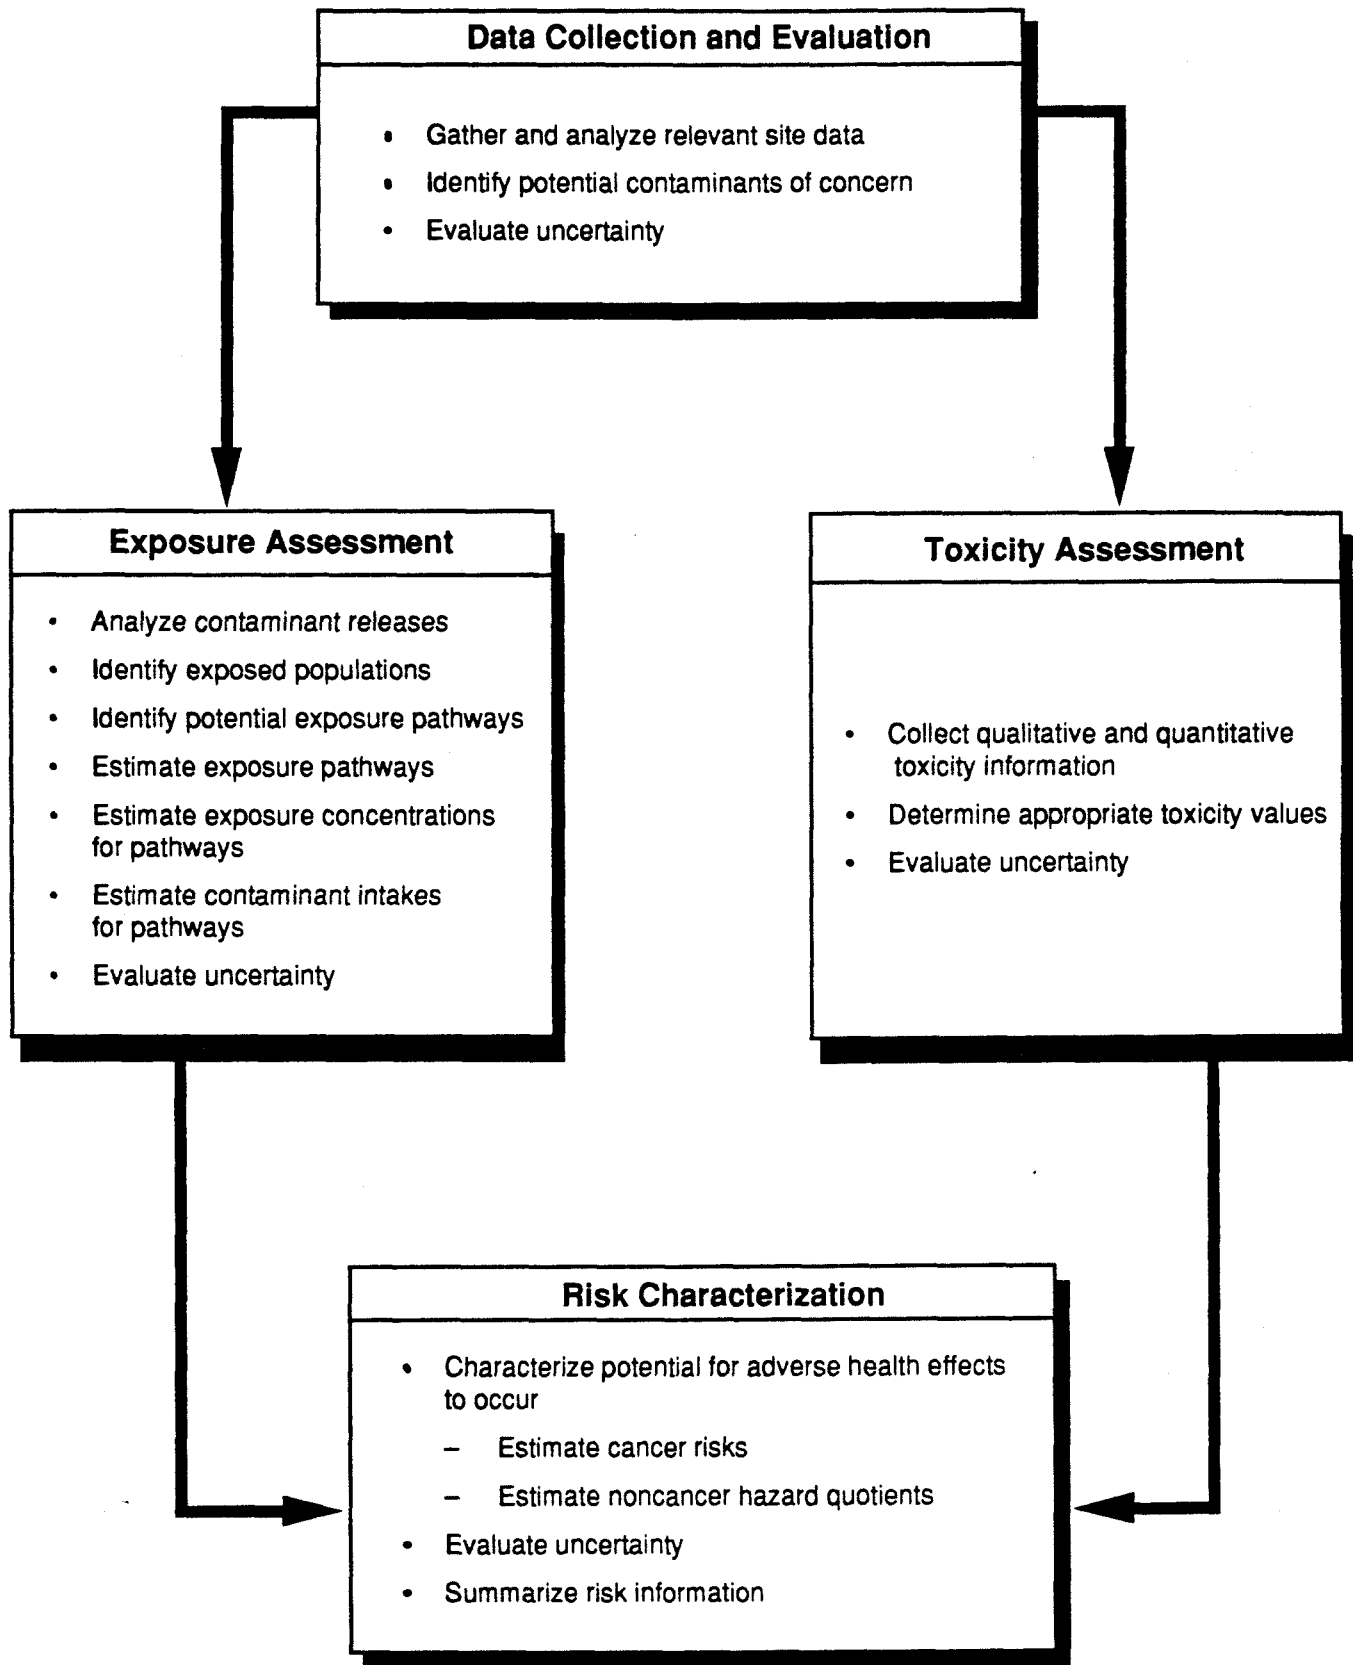 Data Collection and Evaluation
• Gather and analyze relevant site data
• Identify potential contaminants of concern
• Evaluate uncertainty
Exposure Assessment
• Analyze contaminant releases
• Identify exposed populations
• Identify potential exposure pathways
• Estimate exposure pathways
• Estimate exposure concentrations
for pathways
• Estimate contaminant intakes
for pathways
• Evaluate uncertainty
Toxicity Assessment
• Collect qualitative and quantitative
toxicity information
• Determine appropriate toxicity values
• Evaluate uncertainty
Risk Characterization
• Characterize potential for adverse health effects
to occur
– Estimate cancer risks
– Estimate noncancer hazard quotients
• Evaluate uncertainty
• Summarize risk information